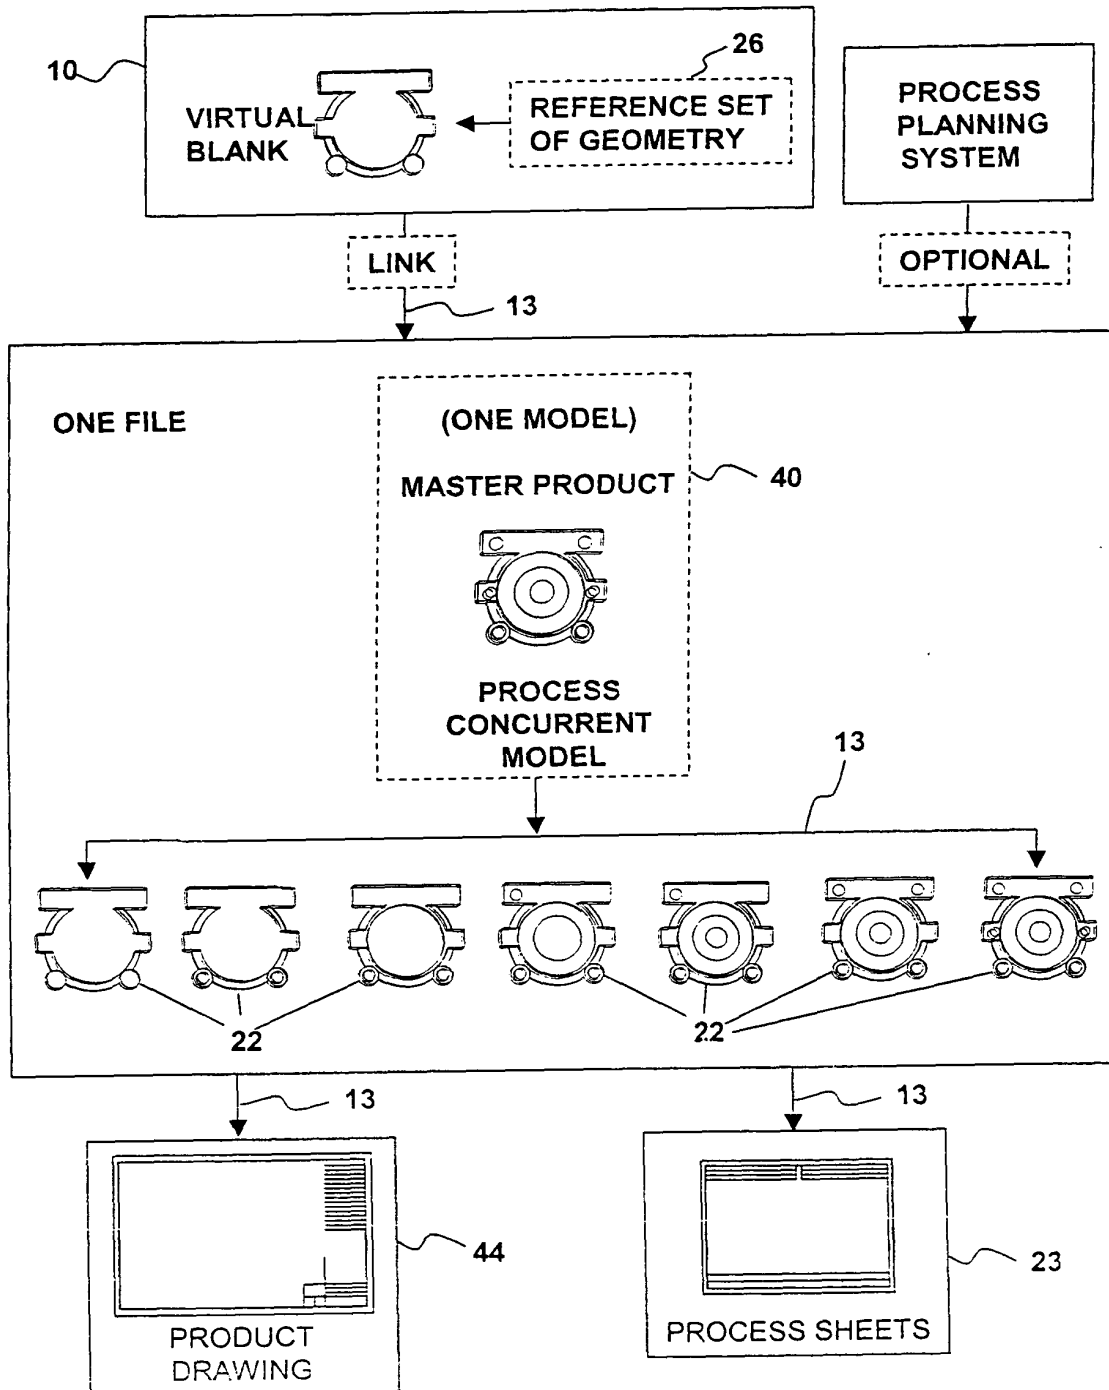 10
26
VIRTUAL
BLANK
REFERENCE SET
OF GEOMETRY
PROCESS
PLANNING
SYSTEM
LINK
OPTIONAL
13
ONE FILE
(ONE MODEL)
MASTER PRODUCT
40
PROCESS
CONCURRENT
MODEL
13
22
22
13
13
44
23
PRODUCT
DRAWING
PROCESS SHEETS